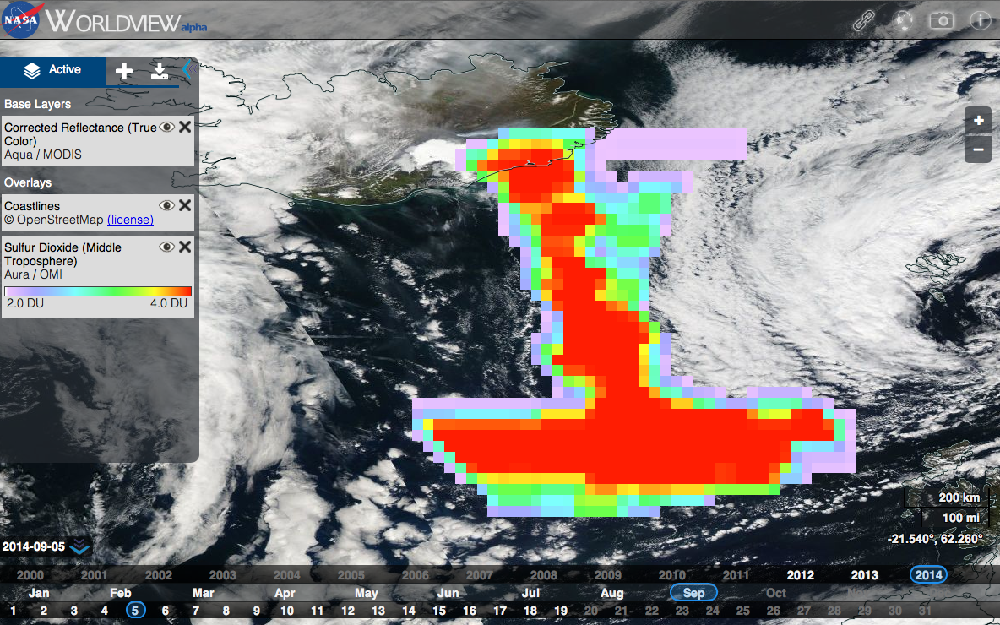 NASA WORLDVIEW alpha
Active
Base Layers
Corrected Reflectance (True
Color)
Aqua / MODIS
Overlays
Coastlines
© OpenStreetMap (license)
Sulfur Dioxide (Middle
Troposphere)
Aura / OMI
2.0 DU 4.0 DU
+
−
200 km
100 mi
-21.540°, 62.260°
2014-09-05
2000 2001 2002 2003 2004 2005 2006 2007 2008 2009 2010 2011 2012 2013 2014
Jan Feb Mar Apr May Jun Jul Aug Sep Oct
1 2 3 4 5 6 7 8 9 10 11 12 13 14 15 16 17 18 19 20 21 22 23 24 25 26 27 28 29 30 31